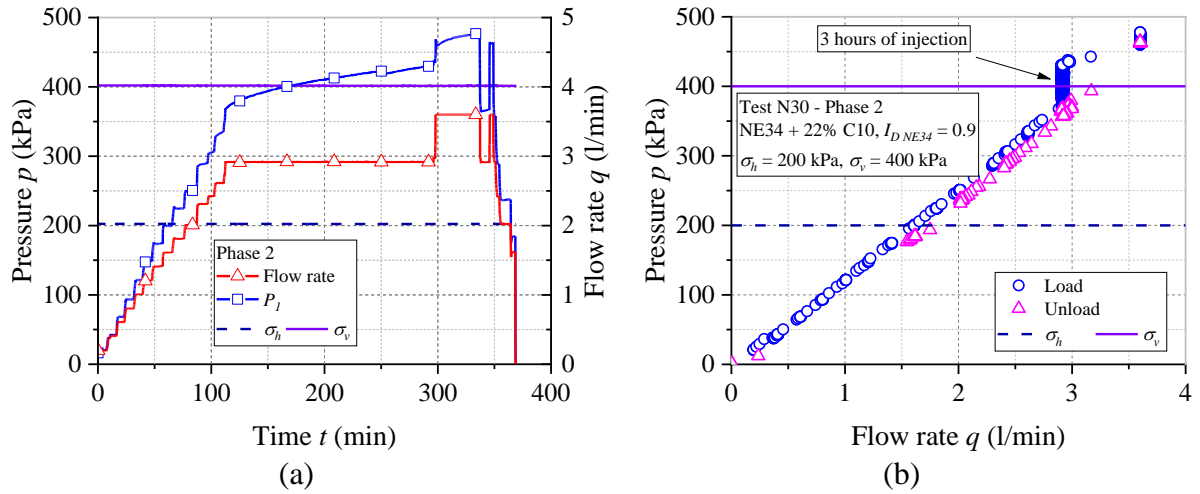 500
400
300
200
100
0
Pressure p (kPa)
5
4
3
2
1
0
Flow rate q (l/min)
Phase 2
Flow rate
P1
σh σv
0 100 200 300 400
Time t (min)
(a)
500
400
300
200
100
0
Pressure p (kPa)
3 hours of injection
Test N30 - Phase 2
NE34 + 22% C10, ID NE34 = 0.9
σh = 200 kPa, σv = 400 kPa
Load
Unload
σh σv
0 1 2 3 4
Flow rate q (l/min)
(b)